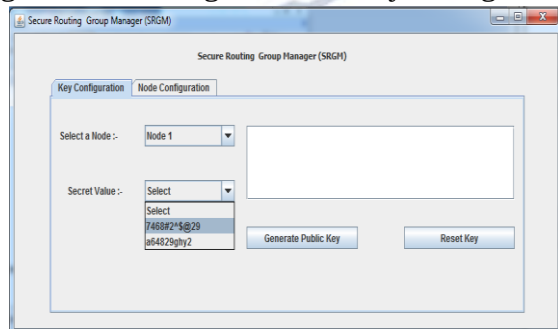 Secure Routing Group Manager (SRGM)
Secure Routing Group Manager (SRGM)
Key Configuration Node Configuration
Select a Node :- Node 1
Secret Value :- Select
Select
7468#2^$@29
a64829ghy2
Generate Public Key Reset Key